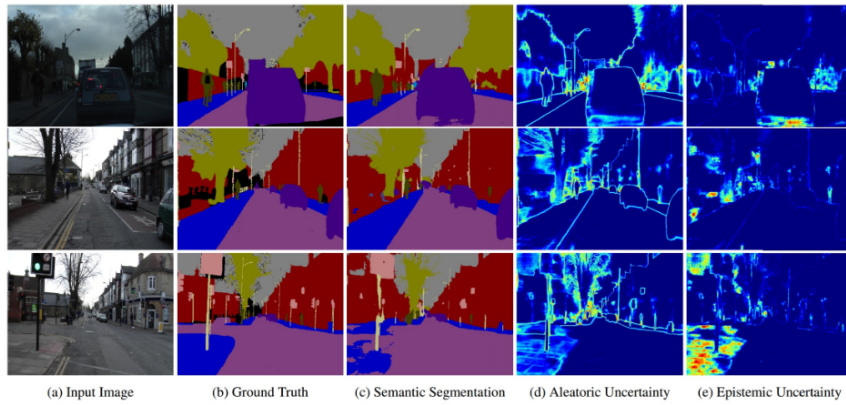 (a) Input Image
(b) Ground Truth
(c) Semantic Segmentation
(d) Aleatoric Uncertainty
(e) Epistemic Uncertainty